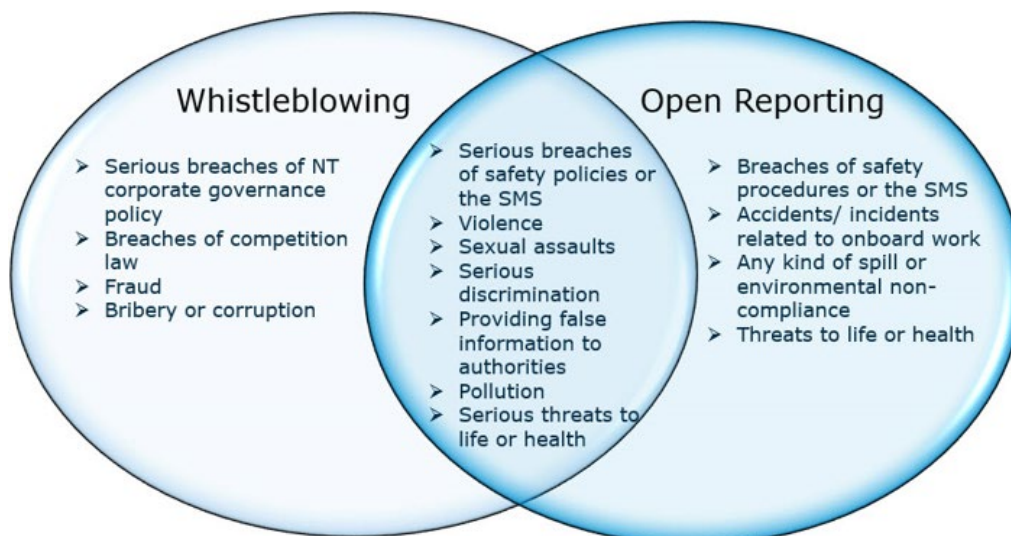 Whistleblowing
➢ Serious breaches of NT
corporate governance
policy
➢ Breaches of competition
law
➢ Fraud
➢ Bribery or corruption
➢ Serious breaches
of safety policies or
the SMS
➢ Violence
➢ Sexual assaults
➢ Serious
discrimination
➢ Providing false
information to
authorities
➢ Pollution
➢ Serious threats to
life or health
Open Reporting
➢ Breaches of safety
procedures or the SMS
➢ Accidents/ incidents
related to onboard work
➢ Any kind of spill or
environmental non-
compliance
➢ Threats to life or health